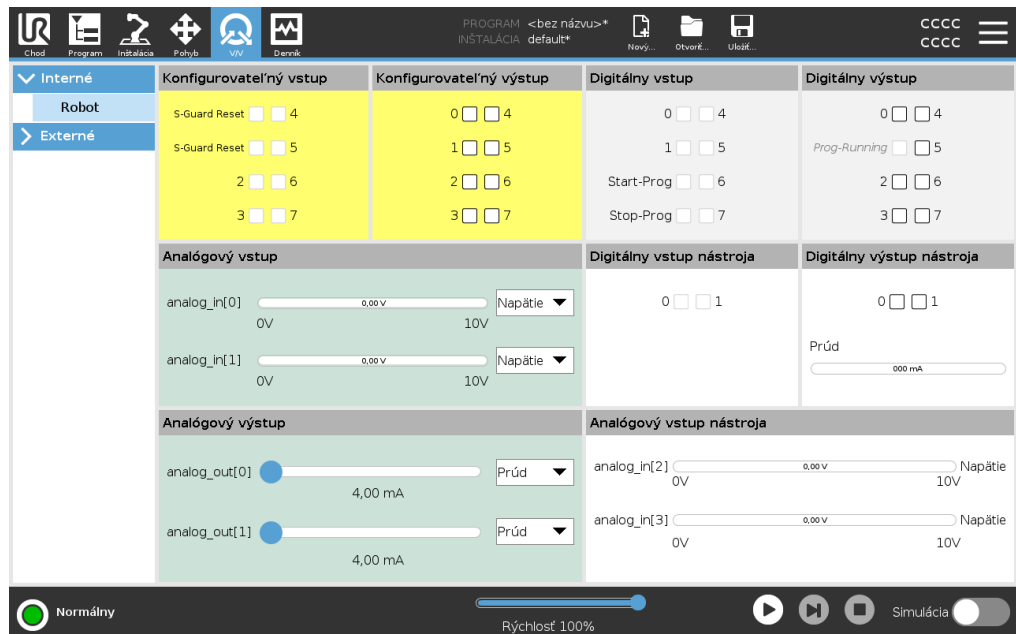 UR PROGRAM <bez názvu>* CCCC
INŠTALÁCIA default* CCCC
Chod Program Inštalácia Pohyb V/V Denník Nový... Otvoriť... Uložiť...
Interné
Robot
Externé
Konfigurovateľný vstup
S-Guard Reset 4
S-Guard Reset 5
2 6
3 7
Konfigurovateľný výstup
0 4
1 5
2 6
3 7
Digitálny vstup
0 4
1 5
Start-Prog 6
Stop-Prog 7
Digitálny výstup
0 4
Prog-Running 5
2 6
3 7
Analógový vstup
analog_in[0] 0,00 V Napätie
0V 10V
analog_in[1] 0,00 V Napätie
0V 10V
Digitálny vstup nástroja
0 1
Digitálny výstup nástroja
0 1
Prúd
000 mA
Analógový výstup
analog_out[0] Prúd
4,00 mA
analog_out[1] Prúd
4,00 mA
Analógový vstup nástroja
analog_in[2] 0,00 V Napätie
0V 10V
analog_in[3] 0,00 V Napätie
0V 10V
Normálny
Rýchlosť 100%
Simulácia